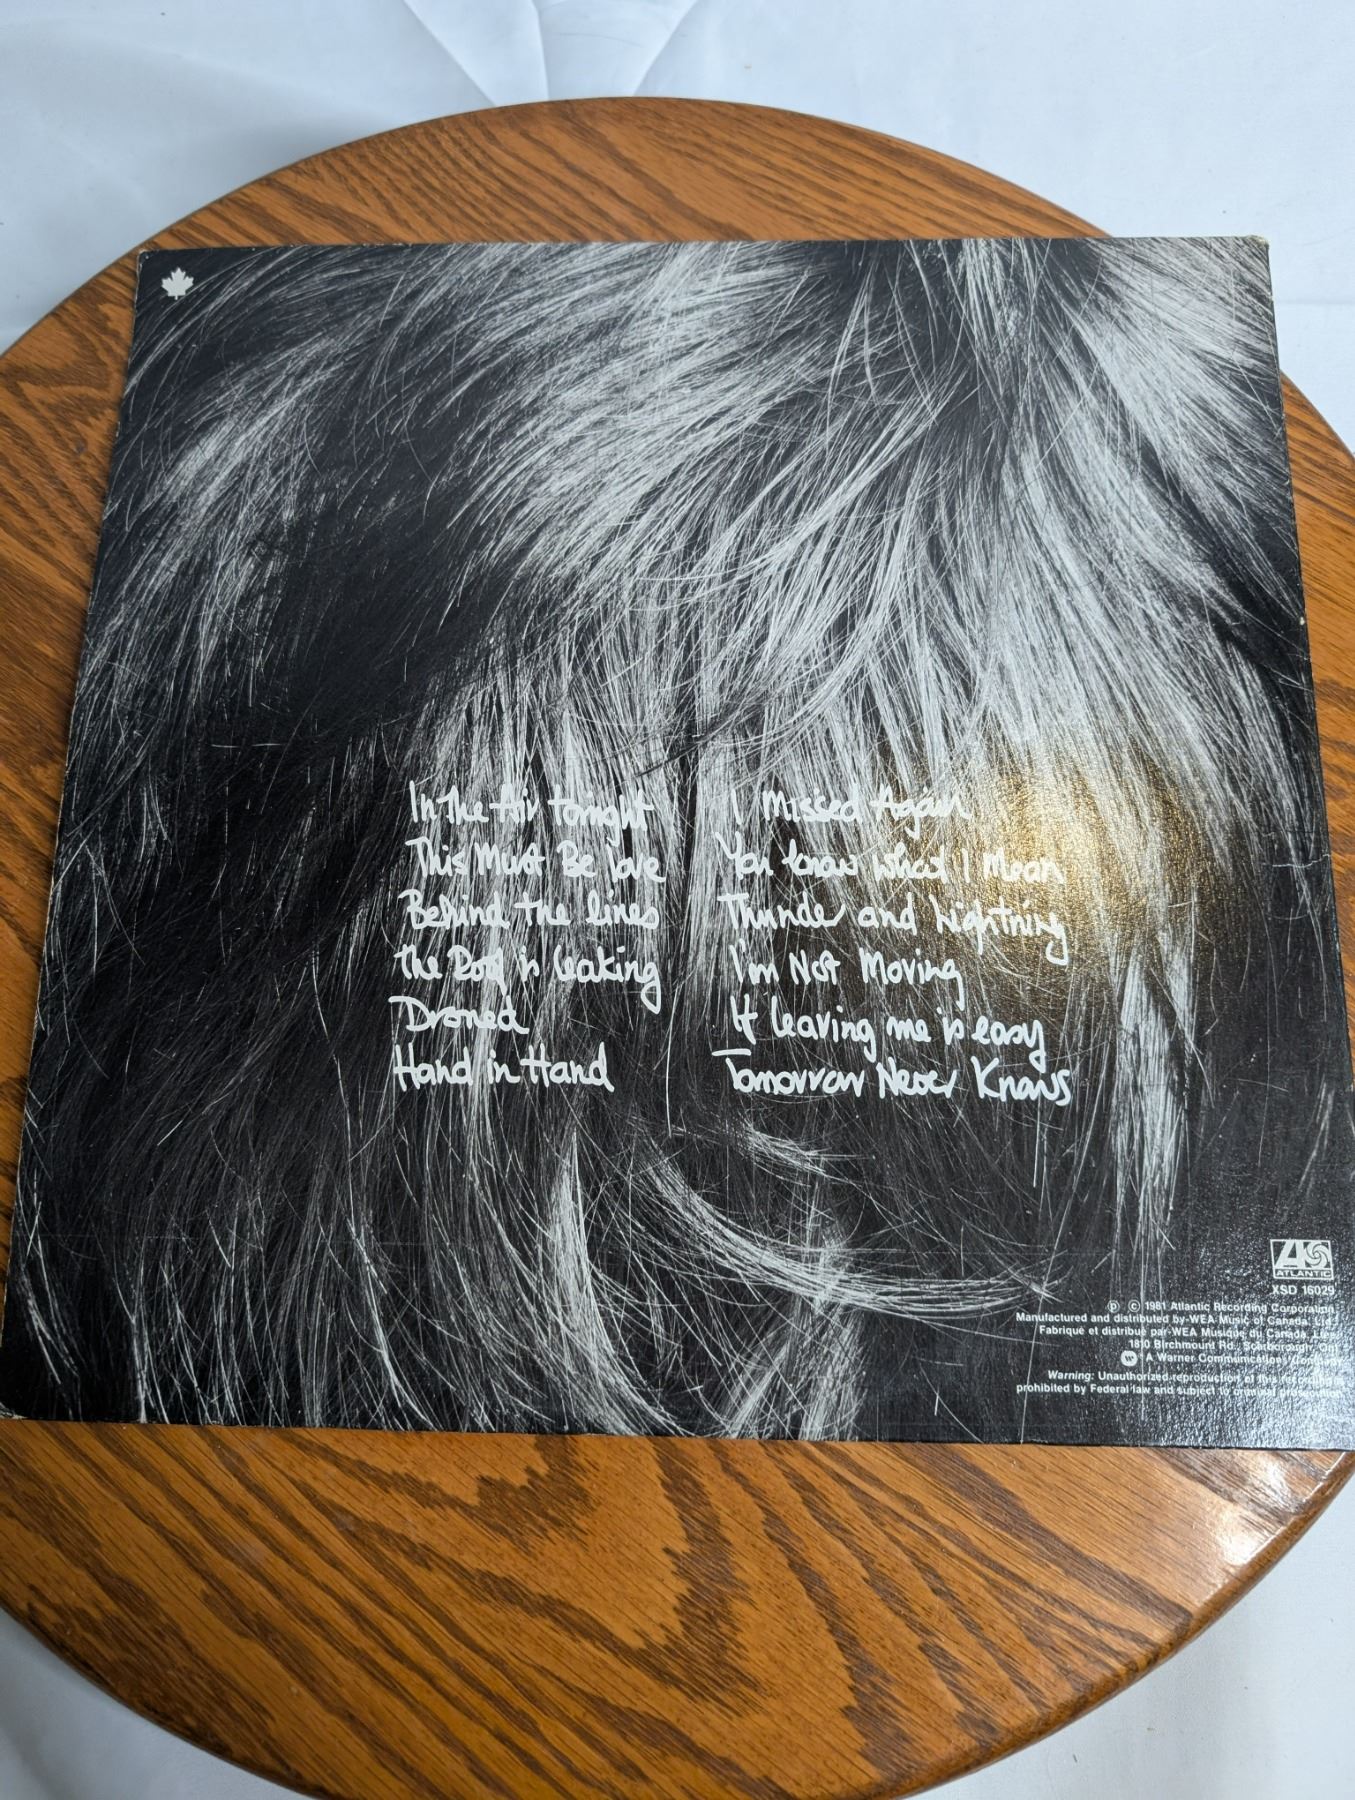 In The Air Tonight
This Must Be Love
Behind The lines
the Roof is leaking
Droned
Hand in Hand
I Missed Again
You know what I Mean
Thunder and Lightning
I'm Not Moving
If leaving me is easy
Tomorrow Never Knows
ATLANTIC
XSD 16029
Ⓟ © 1981 Atlantic Recording Corporation
Manufactured and distributed by WEA Music of Canada, Ltd.
Fabriqué et distribué par WEA Musique du Canada, Ltée
1810 Birchmount Rd., Scarborough, Ont
A Warner Communications Company
Warning: Unauthorized reproduction of this recording is
prohibited by Federal law and subject to criminal prosecution